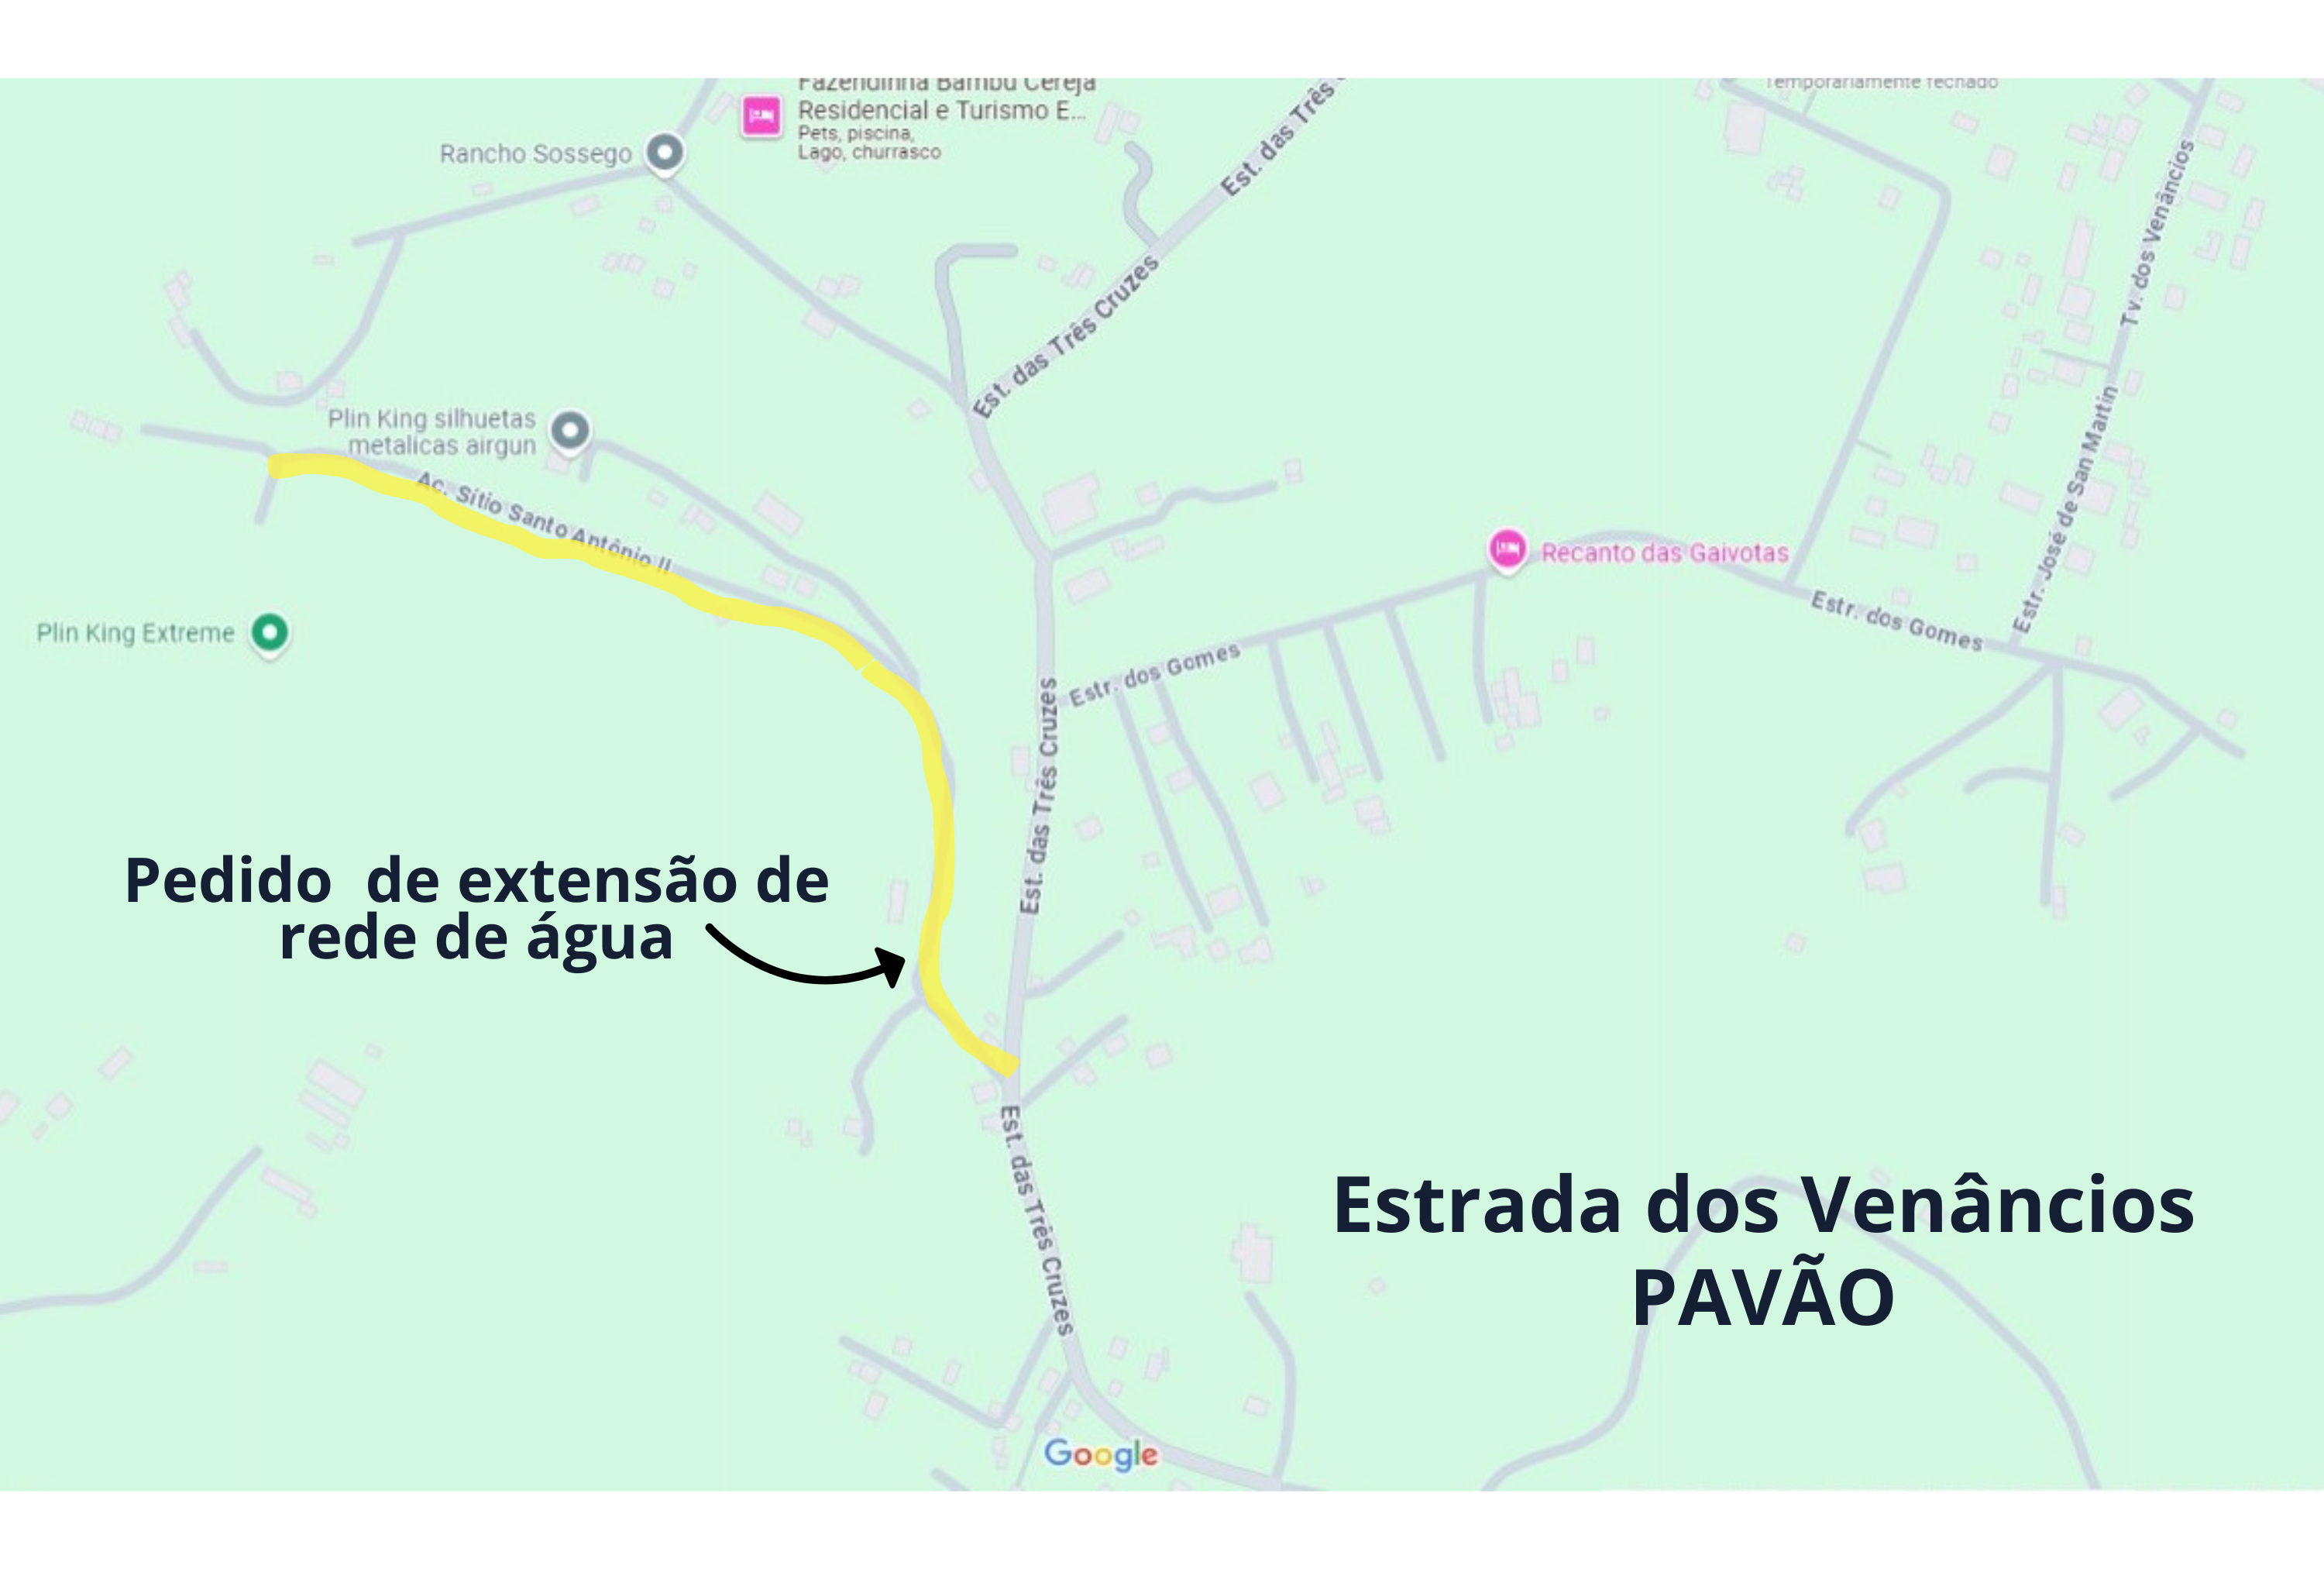 Fazendinha Bambu Cereja
Residencial e Turismo E...
Pets, piscina,
Lago, churrasco
Temporariamente fechado
Rancho Sossego
Est. das Três
Tv. dos Venâncios
Est. das Três Cruzes
Plin King silhuetas
metalicas airgun
Ac. Sítio Santo Antônio II
Estr. José de San Martin
Recanto das Gaivotas
Estr. dos Gomes
Plin King Extreme
Estr. dos Gomes
Est. das Três Cruzes
Pedido de extensão de
rede de água
Est. das Três Cruzes
Estrada dos Venâncios
PAVÃO
Google